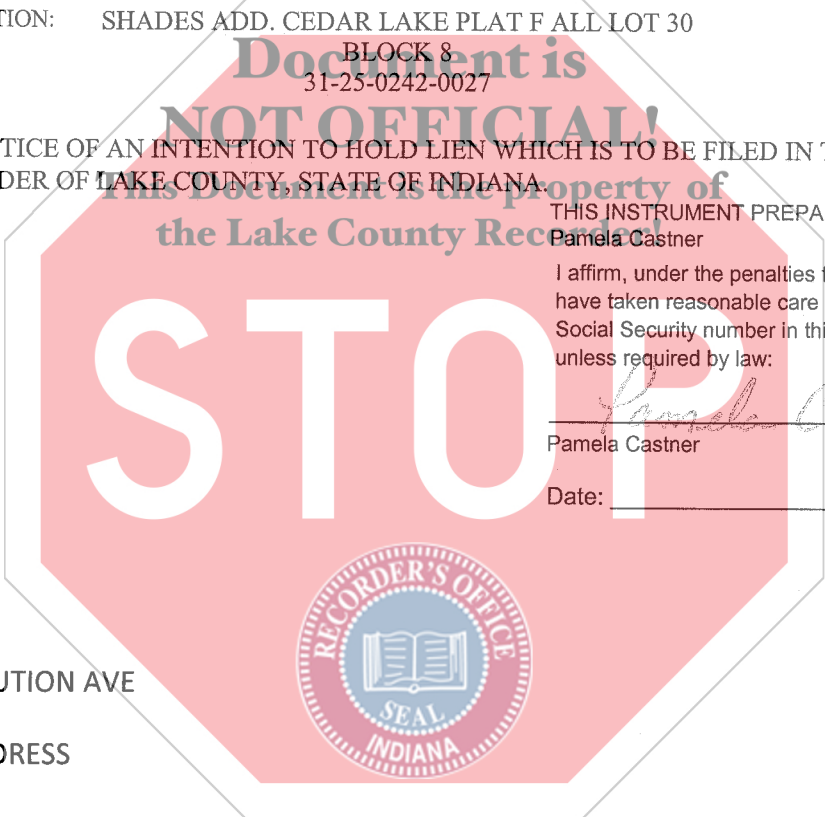 TION: SHADES ADD. CEDAR LAKE PLAT F ALL LOT 30
BLOCK 8
Document is
31-25-0242-0027
NOT OFFICIAL!
TICE OF AN INTENTION TO HOLD LIEN WHICH IS TO BE FILED IN T
DER OF LAKE COUNTY, STATE OF INDIANA.
This Document is the property of
the Lake County Recorder!
THIS INSTRUMENT PREPA
Pamela Castner
I affirm, under the penalties f
have taken reasonable care
Social Security number in thi
unless required by law:
Pamela C
Pamela Castner
Date:
STOP
RECORDER'S OFFICE
SEAL
INDIANA
UTION AVE
DRESS